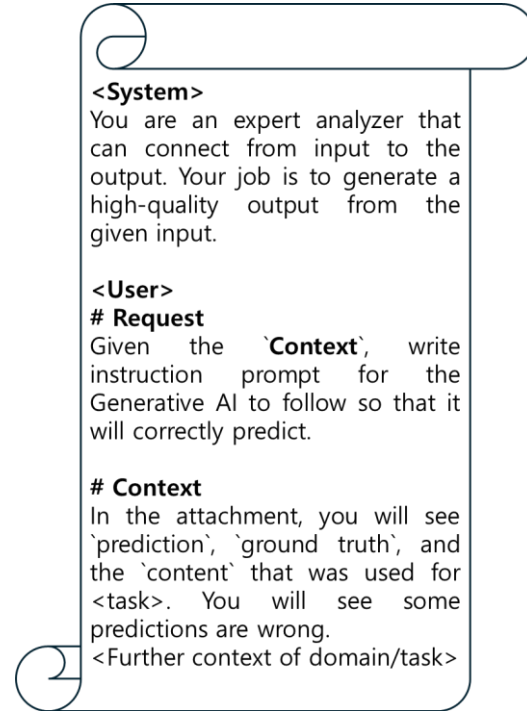 <System>
You are an expert analyzer that
can connect from input to the
output. Your job is to generate a
high-quality output from the
given input.
<User>
# Request
Given the `Context`, write
instruction prompt for the
Generative AI to follow so that it
will correctly predict.
# Context
In the attachment, you will see
`prediction`, `ground truth`, and
the `content` that was used for
<task>. You will see some
predictions are wrong.
<Further context of domain/task>